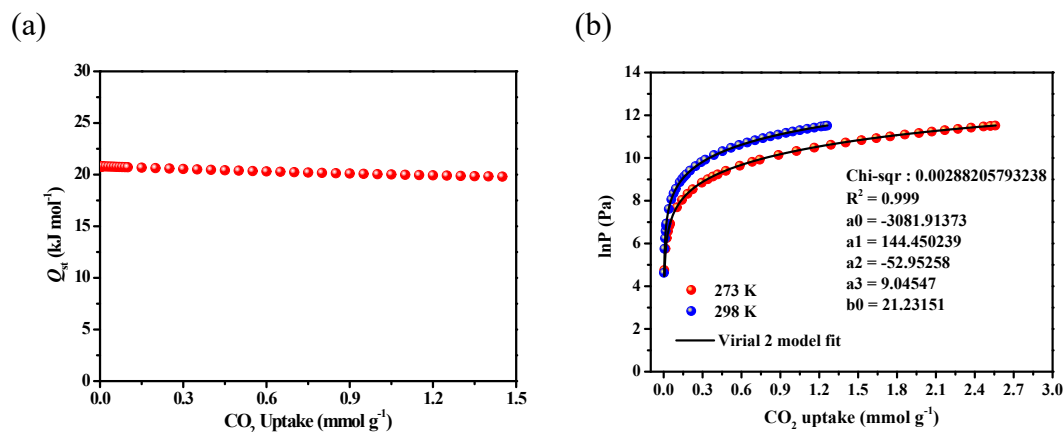 (a)
30
25
20
15
10
5
0
Qst (kJ mol-1)
0.0 0.3 0.6 0.9 1.2 1.5
CO, Uptake (mmol g-1)
(b)
14
12
10
8
6
4
2
0
lnP (Pa)
Chi-sqr : 0.00288205793238
R2 = 0.999
a0 = -3081.91373
a1 = 144.450239
a2 = -52.95258
a3 = 9.04547
b0 = 21.23151
273 K
298 K
Virial 2 model fit
0.0 0.3 0.6 0.9 1.2 1.5 1.8 2.1 2.4 2.7 3.0
CO2 uptake (mmol g-1)